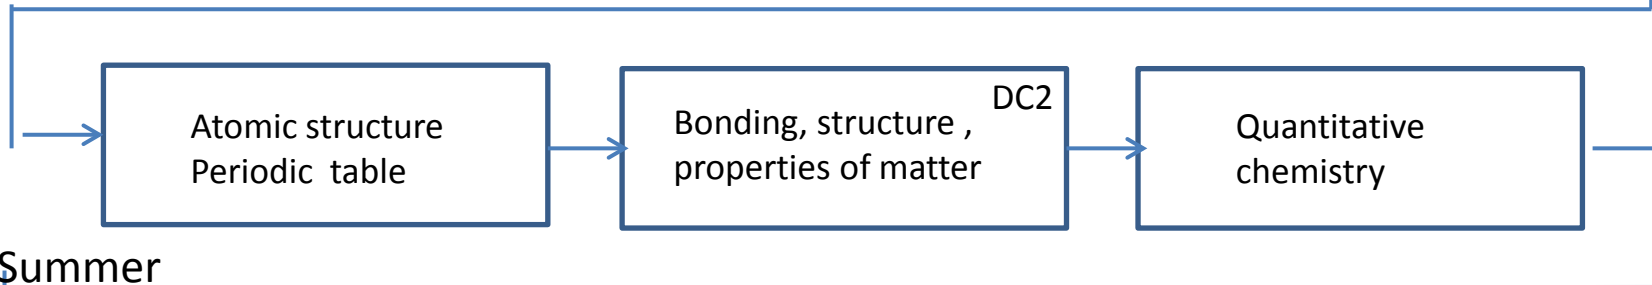 Atomic structure
Periodic table
DC2
Bonding, structure ,
properties of matter
Quantitative
chemistry
Summer